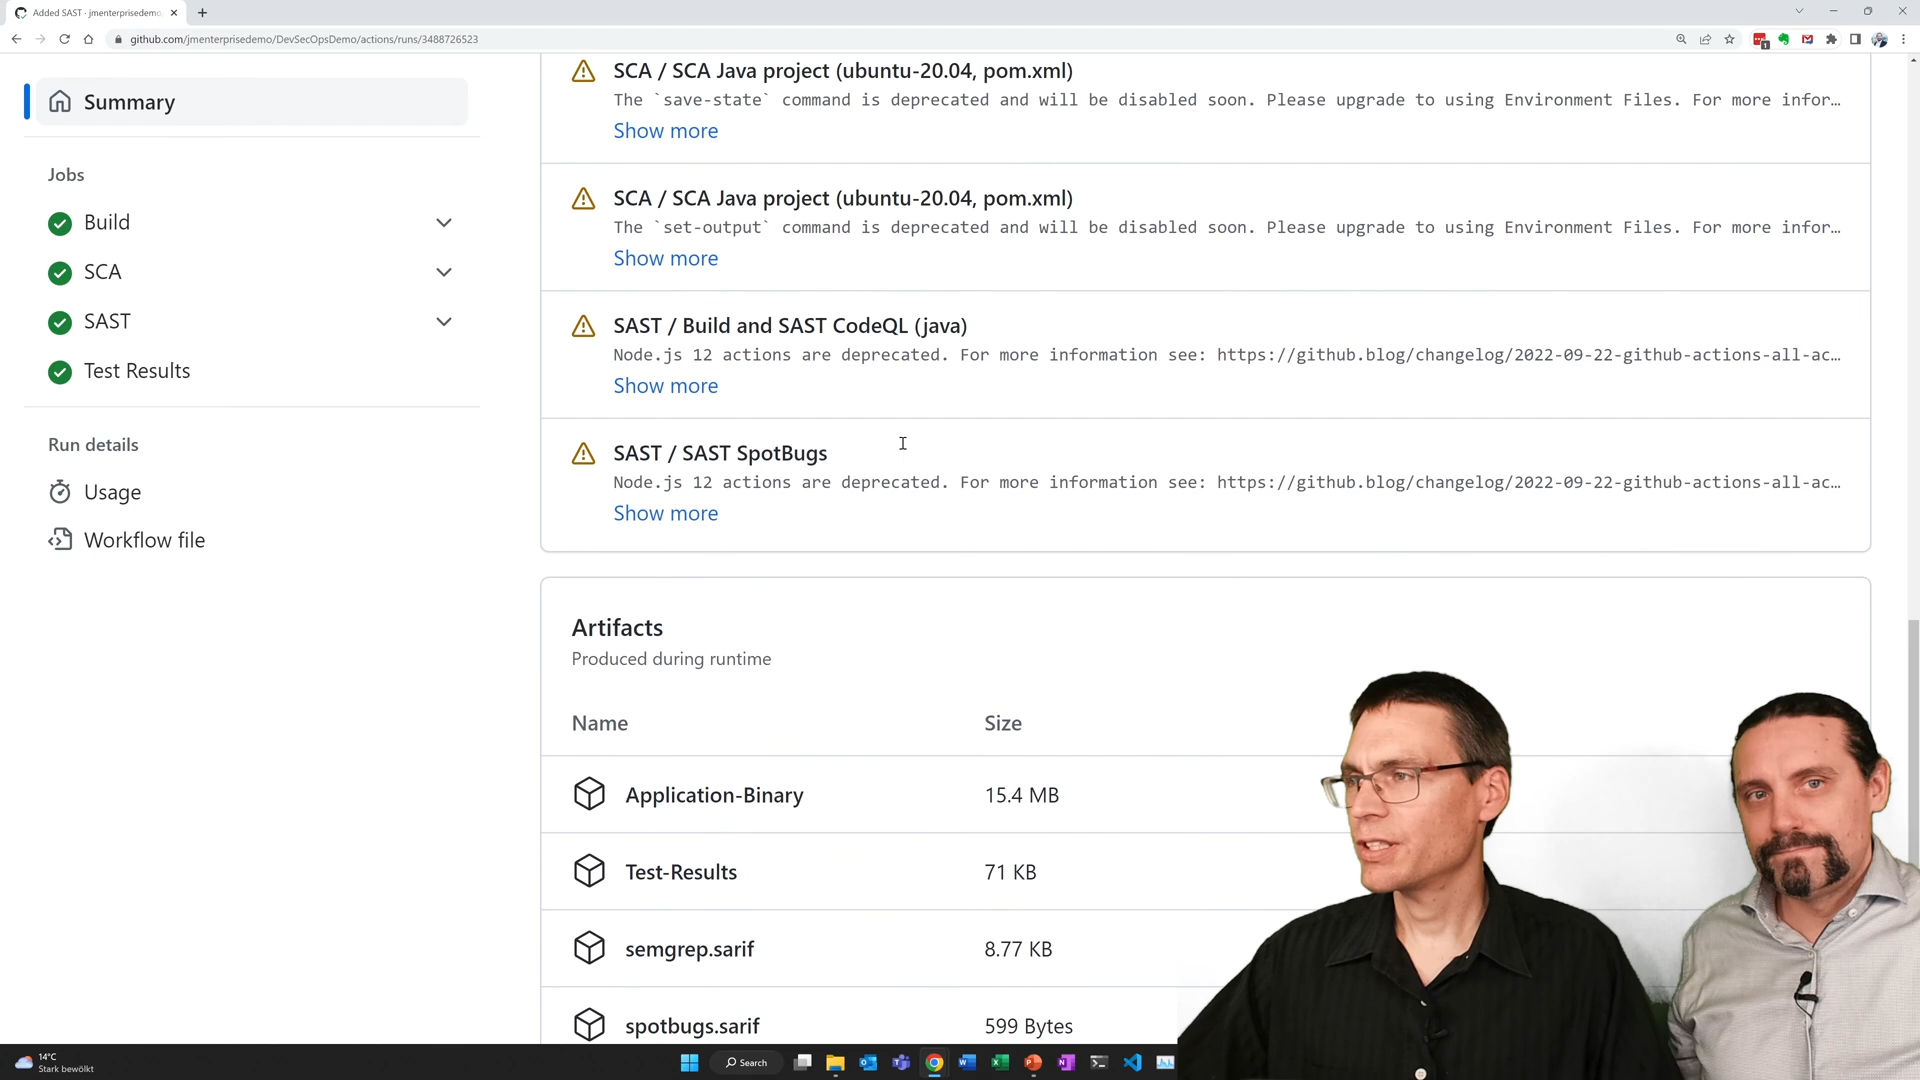 Added SAST · jmenterprisedemo
github.com/jmenterprisedemo/DevSecOpsDemo/actions/runs/3488726523
Summary
Jobs
Build
SCA
SAST
Test Results
Run details
Usage
Workflow file
SCA / SCA Java project (ubuntu-20.04, pom.xml)
The `save-state` command is deprecated and will be disabled soon. Please upgrade to using Environment Files. For more infor…
Show more
SCA / SCA Java project (ubuntu-20.04, pom.xml)
The `set-output` command is deprecated and will be disabled soon. Please upgrade to using Environment Files. For more infor…
Show more
SAST / Build and SAST CodeQL (java)
Node.js 12 actions are deprecated. For more information see: https://github.blog/changelog/2022-09-22-github-actions-all-ac…
Show more
SAST / SAST SpotBugs
Node.js 12 actions are deprecated. For more information see: https://github.blog/changelog/2022-09-22-github-actions-all-ac…
Show more
Artifacts
Produced during runtime
Name Size
Application-Binary 15.4 MB
Test-Results 71 KB
semgrep.sarif 8.77 KB
spotbugs.sarif 599 Bytes
14°C
Stark bewölkt
Search